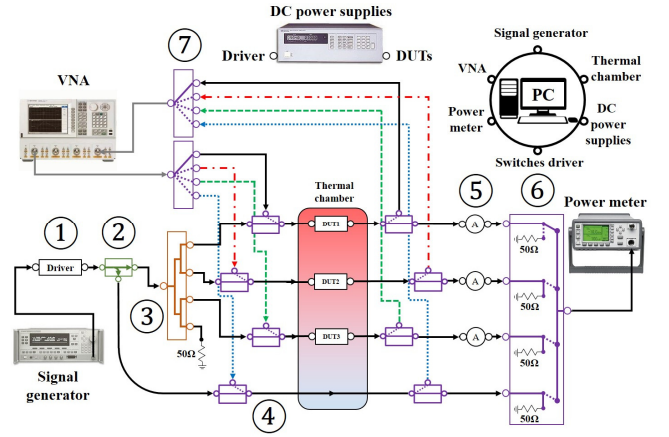 DC power supplies
Driver
DUTs
7
VNA
Signal generator
VNA
Thermal chamber
PC
Power meter
DC power supplies
Switches driver
Thermal chamber
5
6
Power meter
1
2
3
4
Driver
DUT1
DUT2
DUT3
A
A
A
50Ω
50Ω
50Ω
50Ω
50Ω
Signal generator